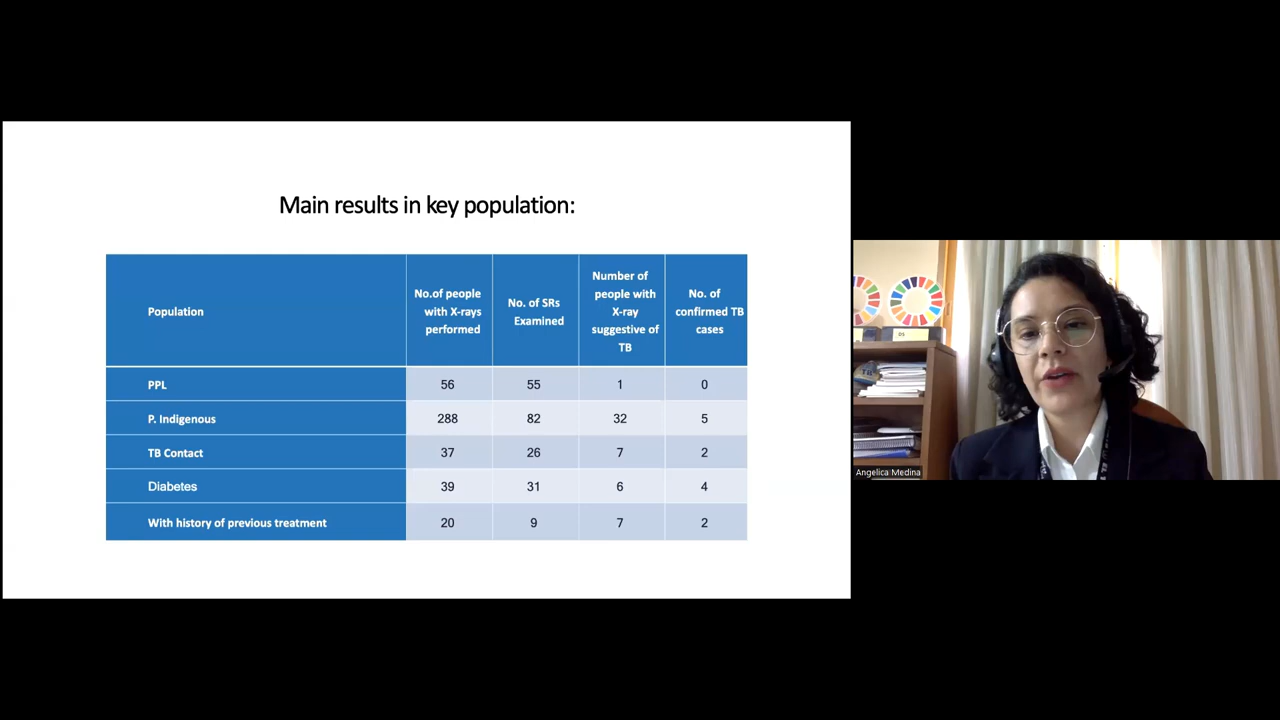 Main results in key population:
Population
No.of people
with X-rays
performed
No. of SRs
Examined
Number of
people with
X-ray
suggestive of
TB
No. of
confirmed TB
cases
PPL 56 55 1 0
P. Indigenous 288 82 32 5
TB Contact 37 26 7 2
Diabetes 39 31 6 4
With history of previous treatment 20 9 7 2
Angelica Medina